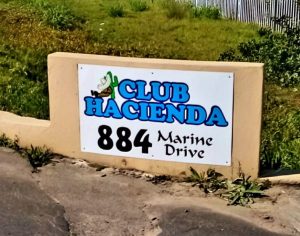 CLUB
HACIENDA
884 Marine
Drive